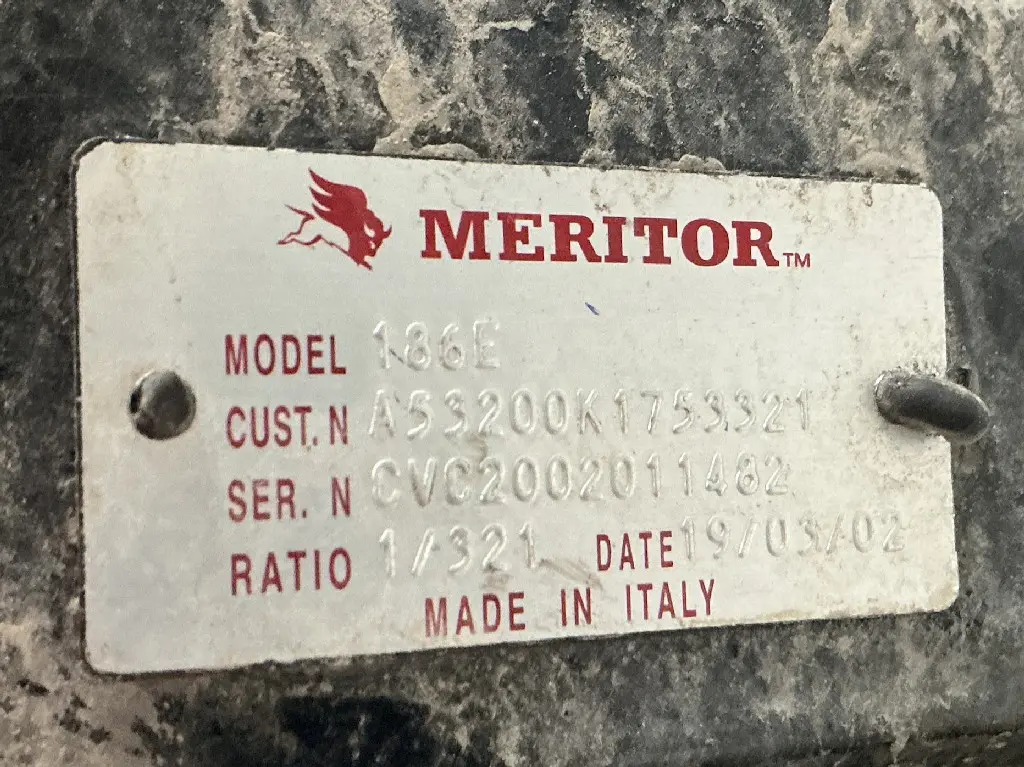 MERITOR™
MODEL 186E
CUST. N A53200K1753321
SER. N CVC2002011482
RATIO 1/321 DATE 19/03/02
MADE IN ITALY